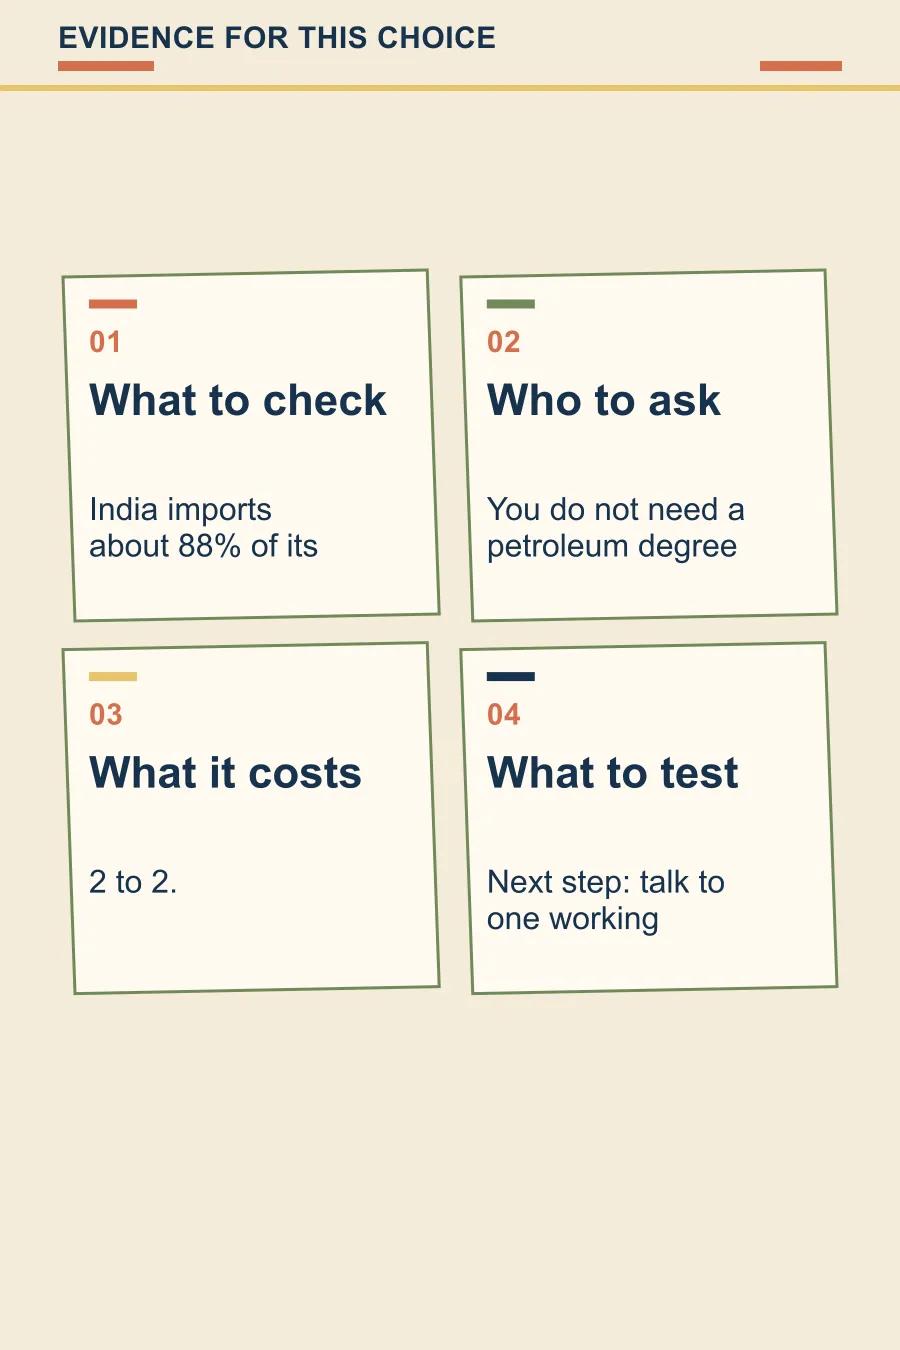 EVIDENCE FOR THIS CHOICE
01
What to check
India imports
about 88% of its
02
Who to ask
You do not need a
petroleum degree
03
What it costs
2 to 2.
04
What to test
Next step: talk to
one working